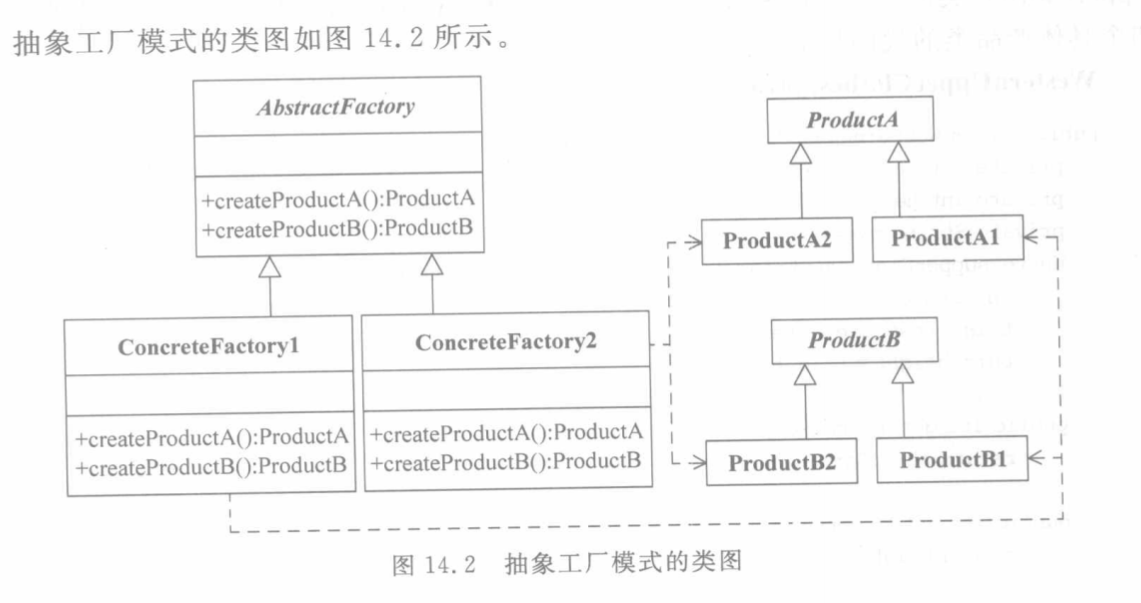 抽象工厂模式的类图如图 14.2 所示。
AbstractFactory
+createProductA():ProductA
+createProductB():ProductB
ProductA
ProductA2
ProductA1
ConcreteFactory1
+createProductA():ProductA
+createProductB():ProductB
ConcreteFactory2
+createProductA():ProductA
+createProductB():ProductB
ProductB
ProductB2
ProductB1
图 14.2 抽象工厂模式的类图